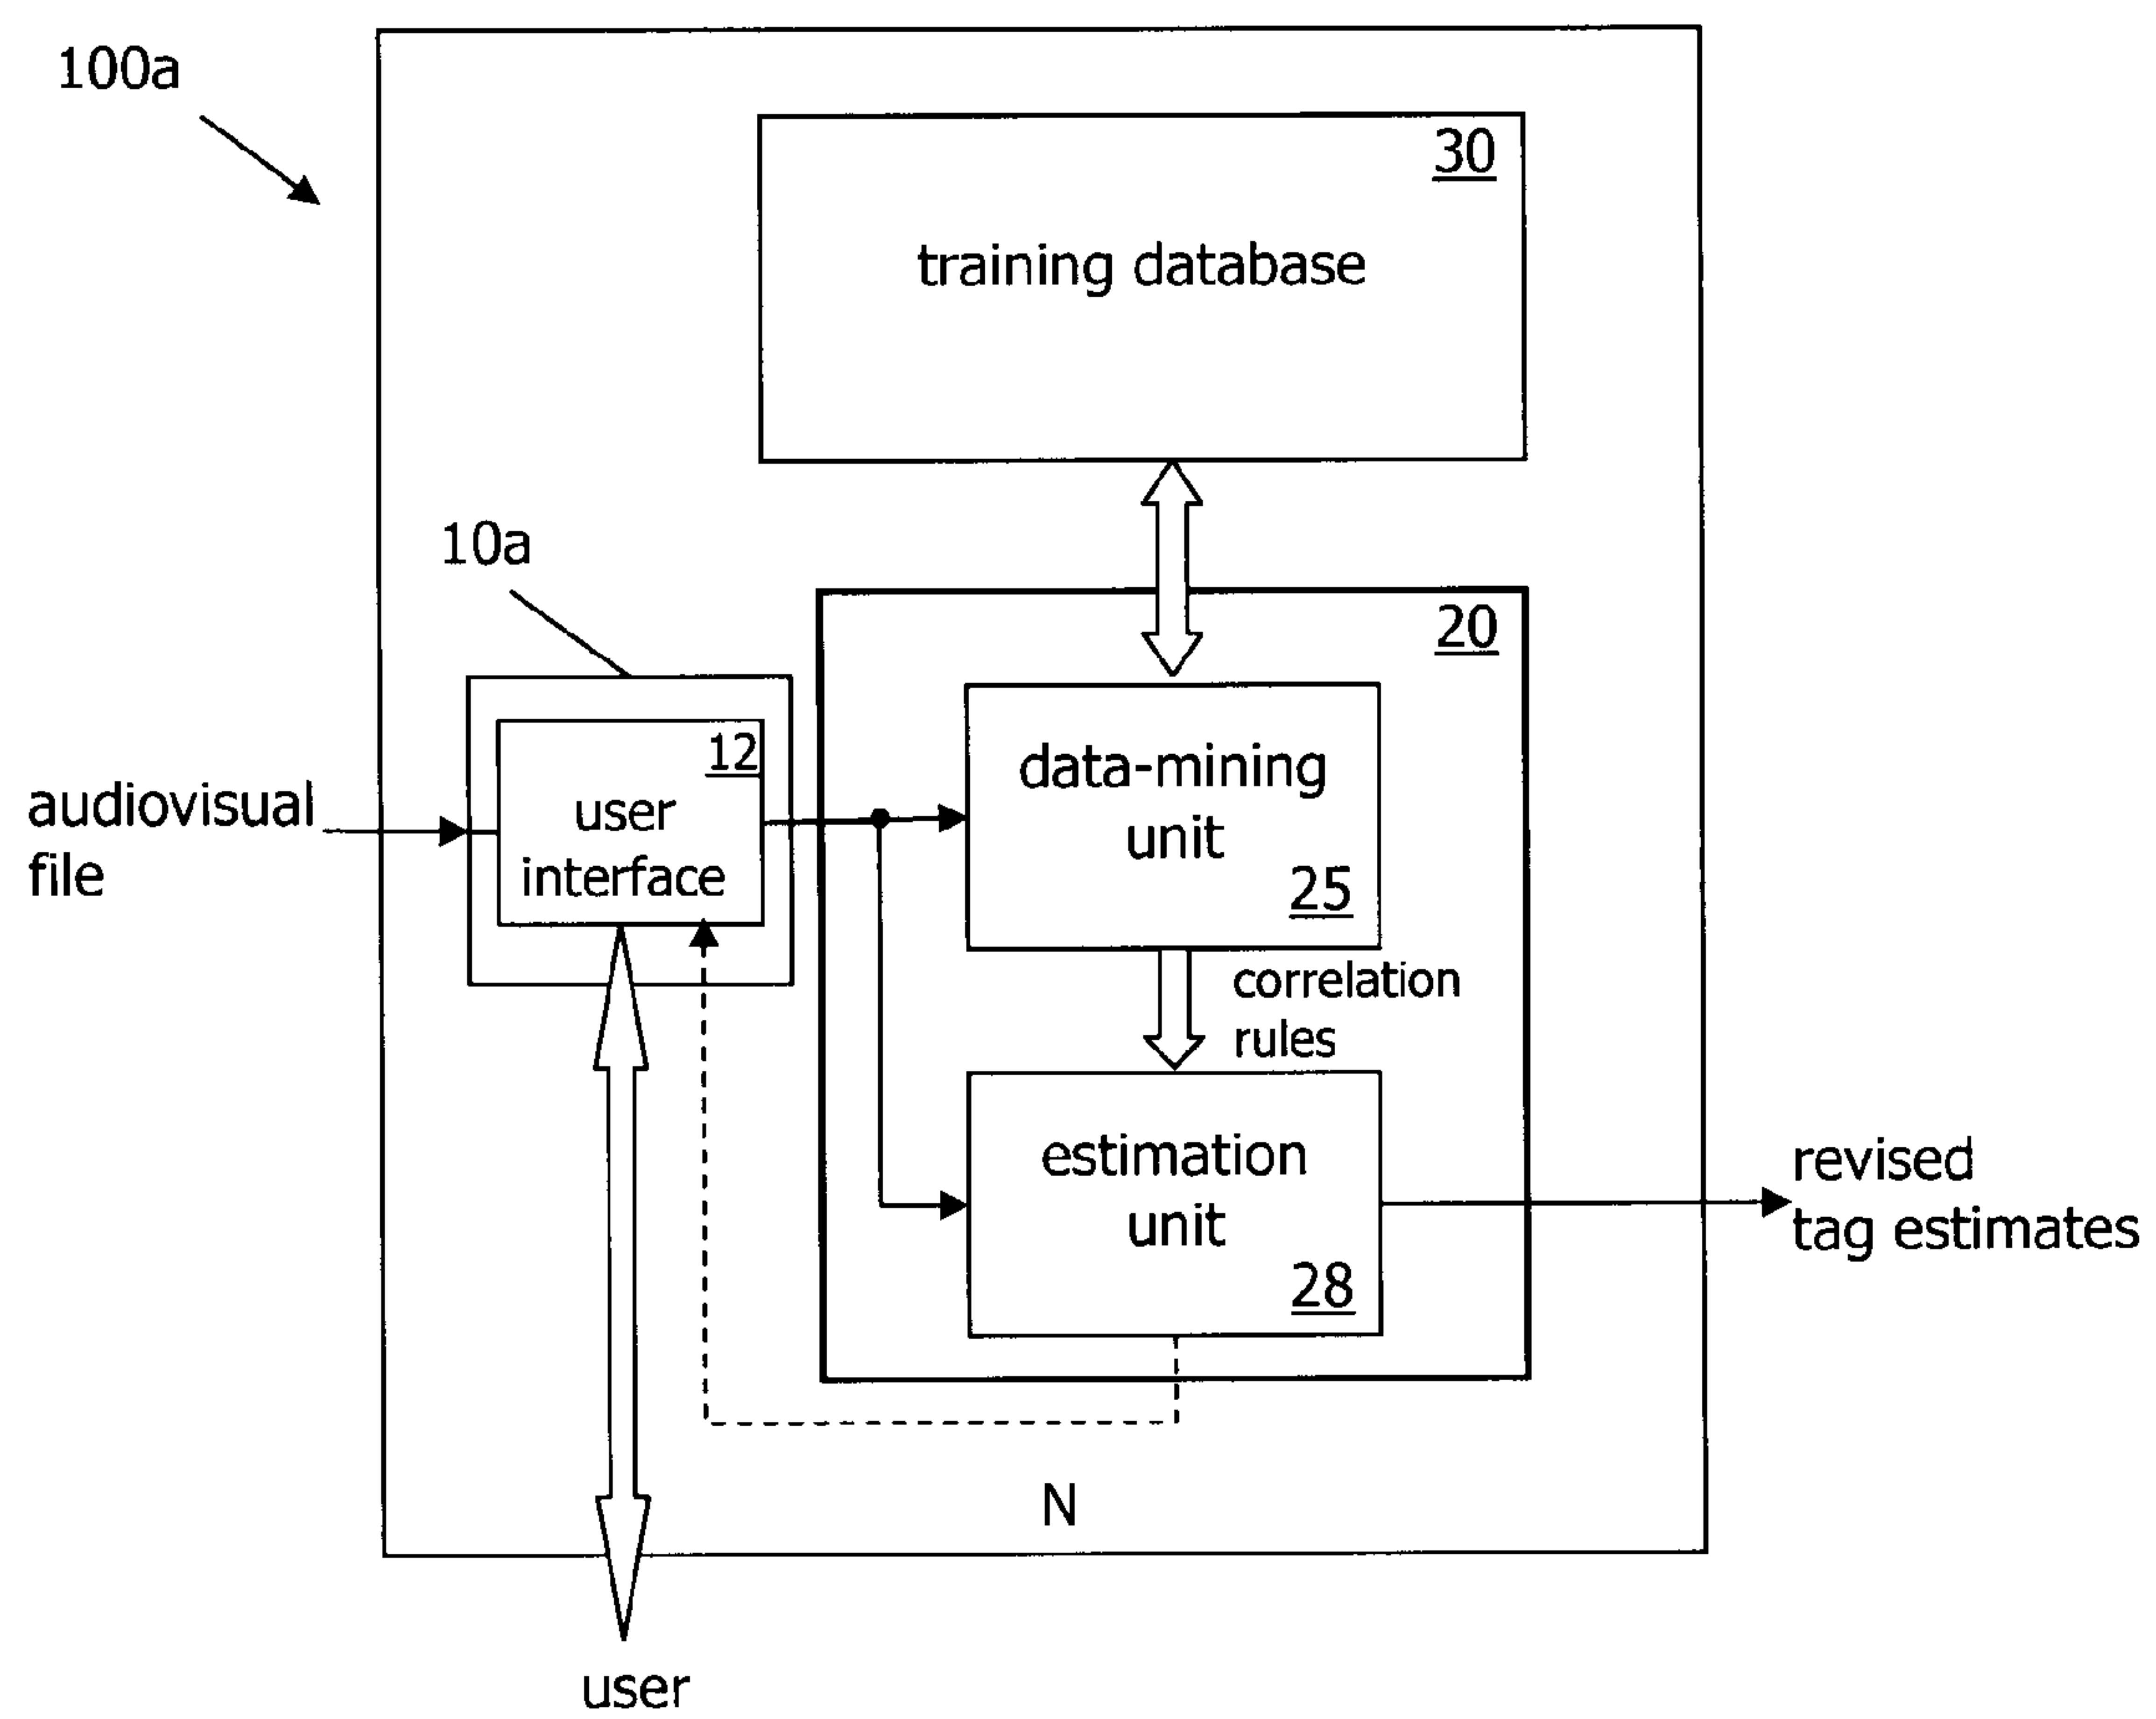 100a
30
training database
10a
20
12
user
interface
data-mining
unit
25
audiovisual
file
correlation
rules
estimation
unit
28
revised
tag estimates
N
user